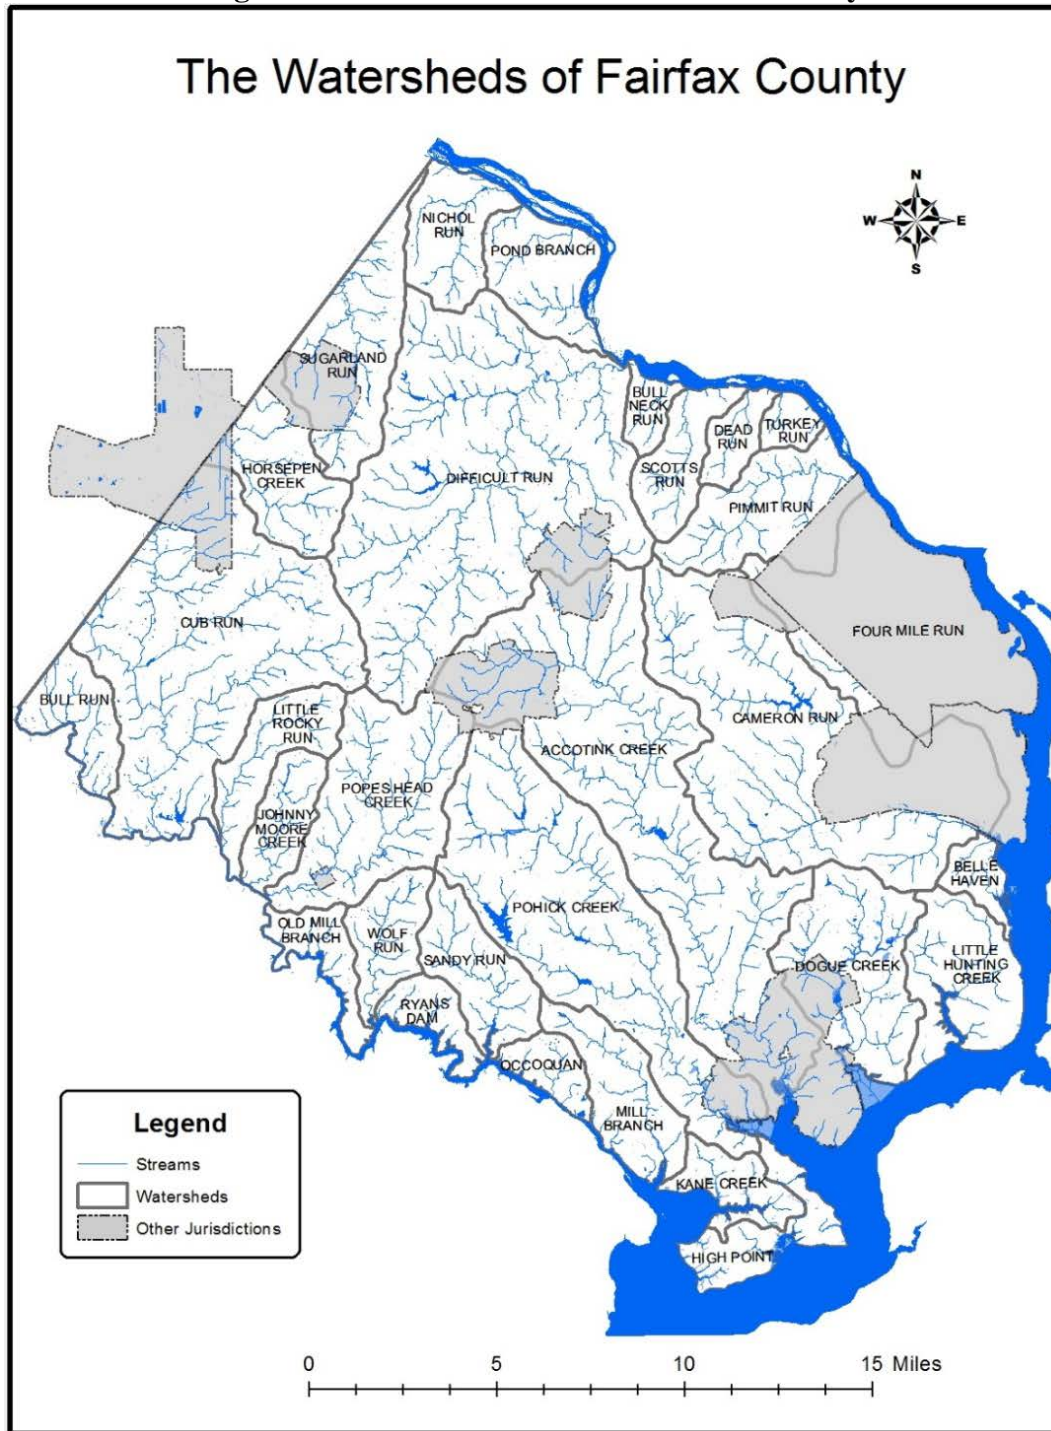 The Watersheds of Fairfax County
N
W E
S
NICHOL
RUN
POND BRANCH
SUGARLAND
RUN
BULL
NECK
RUN
DEAD
RUN
TURKEY
RUN
HORSEPEN
CREEK
DIFFICULT RUN
SCOTTS
RUN
PIMMIT RUN
CUB RUN
FOUR MILE RUN
BULL RUN
LITTLE
ROCKY
RUN
CAMERON RUN
ACCOTINK CREEK
POPES HEAD
CREEK
JOHNNY
MOORE
CREEK
BELLE
HAVEN
POHICK CREEK
OLD MILL
BRANCH
WOLF
RUN
SANDY RUN
DOGUE CREEK
LITTLE
HUNTING
CREEK
RYANS
DAM
OCCOQUAN
MILL
BRANCH
KANE CREEK
HIGH POINT
Legend
Streams
Watersheds
Other Jurisdictions
0 5 10 15 Miles